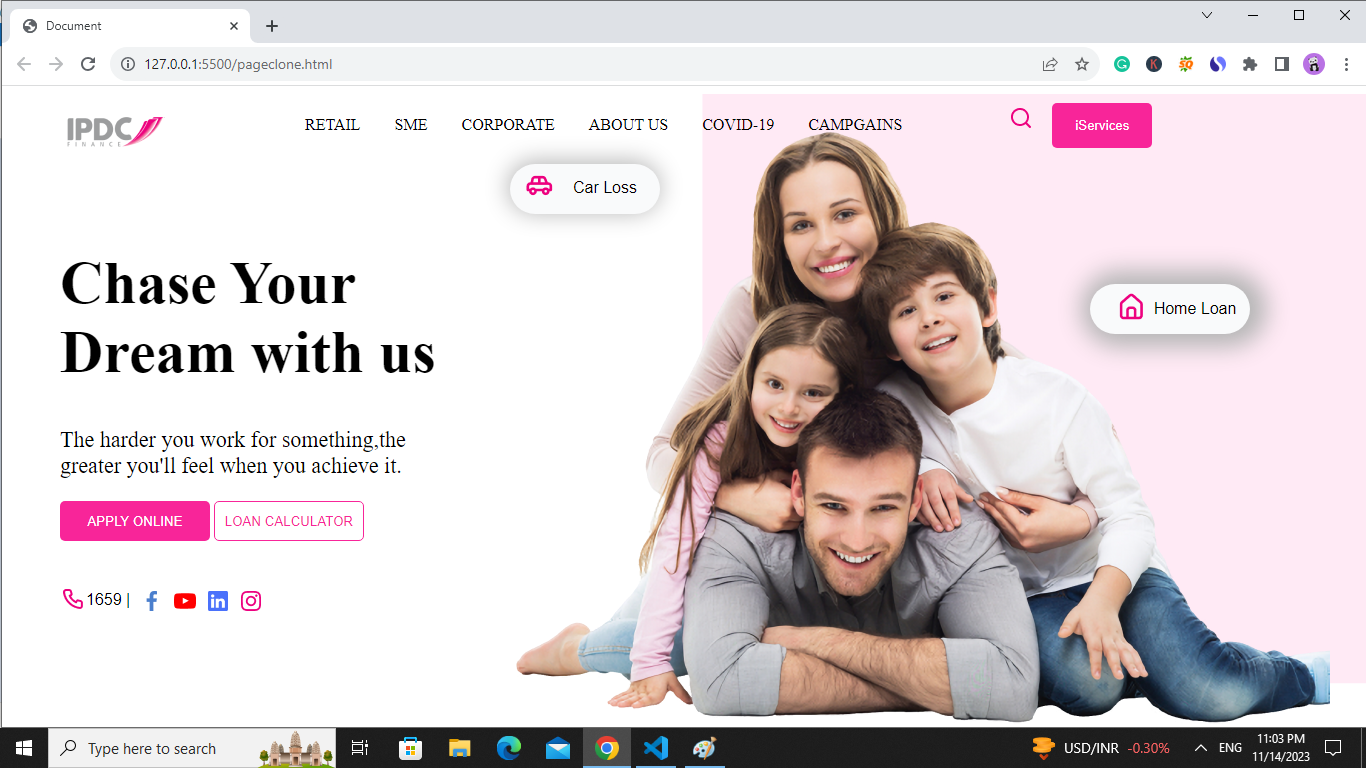 Document
127.0.0.1:5500/pageclone.html
IPDC
FINANCE
RETAIL SME CORPORATE ABOUT US COVID-19 CAMPGAINS
iServices
Car Loss
Chase Your
Dream with us
Home Loan
The harder you work for something,the
greater you'll feel when you achieve it.
APPLY ONLINE LOAN CALCULATOR
1659 |
Type here to search
USD/INR -0.30%
ENG
11:03 PM
11/14/2023